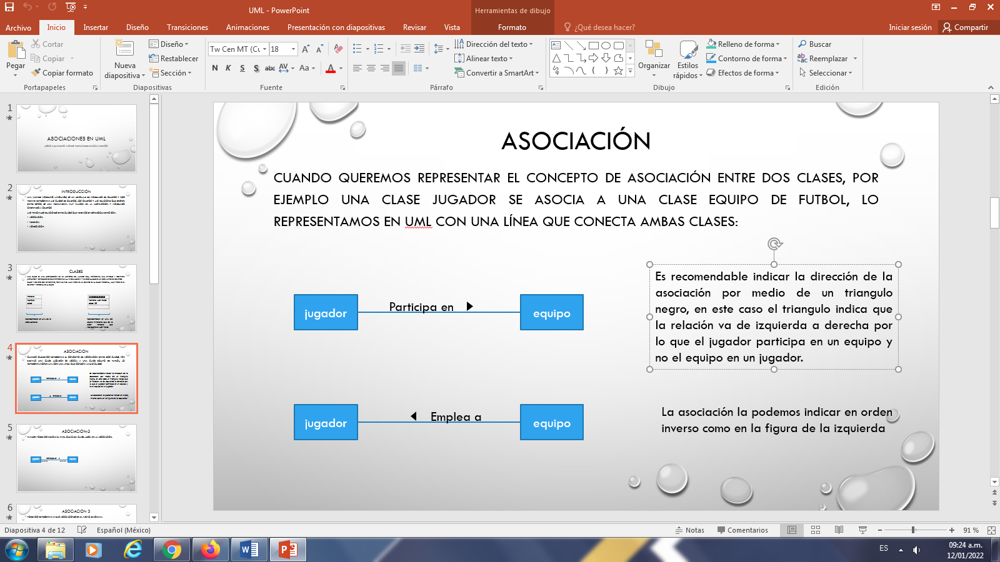 UML - PowerPoint
Herramientas de dibujo
Archivo
Inicio
Insertar
Diseño
Transiciones
Animaciones
Presentación con diapositivas
Revisar
Vista
Formato
¿Qué desea hacer?
Iniciar sesión
Compartir
Pegar
Cortar
Copiar
Copiar formato
Portapapeles
Nueva
diapositiva
Diseño
Restablecer
Sección
Diapositivas
Tw Cen MT (Cu
18
N K S S abc AV Aa A
Fuente
Dirección del texto
Alinear texto
Convertir a SmartArt
Párrafo
Organizar
Estilos
rápidos
Relleno de forma
Contorno de forma
Efectos de forma
Dibujo
Buscar
Reemplazar
Seleccionar
Edición
1
ASOCIACIONES EN UML
2
INTRODUCCIÓN
3
CLASES
4
ASOCIACIÓN
5
ASOCIACIÓN-2
6
ASOCIACIÓN 3
ASOCIACIÓN
CUANDO QUEREMOS REPRESENTAR EL CONCEPTO DE ASOCIACIÓN ENTRE DOS CLASES, POR
EJEMPLO UNA CLASE JUGADOR SE ASOCIA A UNA CLASE EQUIPO DE FUTBOL, LO
REPRESENTAMOS EN UML CON UNA LÍNEA QUE CONECTA AMBAS CLASES:
jugador
Participa en
equipo
Es recomendable indicar la dirección de la
asociación por medio de un triangulo
negro, en este caso el triangulo indica que
la relación va de izquierda a derecha por
lo que el jugador participa en un equipo y
no el equipo en un jugador.
jugador
Emplea a
equipo
La asociación la podemos indicar en orden
inverso como en la figura de la izquierda
Diapositiva 4 de 12
Español (México)
Notas
Comentarios
91 %
ES
09:24 a.m.
12/01/2022